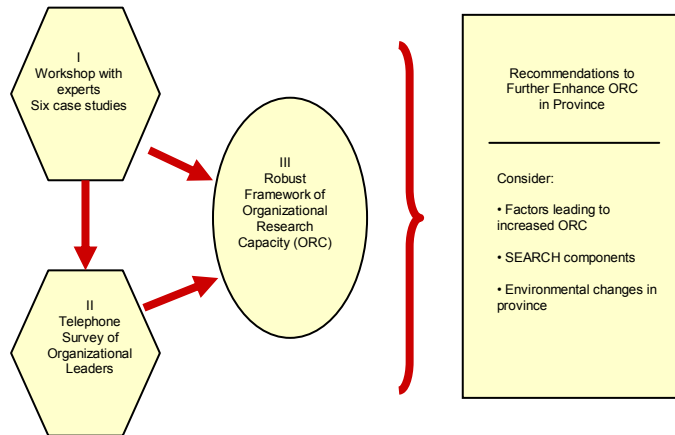 I
Workshop with
experts
Six case studies
II
Telephone
Survey of
Organizational
Leaders
III
Robust
Framework of
Organizational
Research
Capacity (ORC)
Recommendations to
Further Enhance ORC
in Province
Consider:
• Factors leading to
increased ORC
• SEARCH components
• Environmental changes in
province